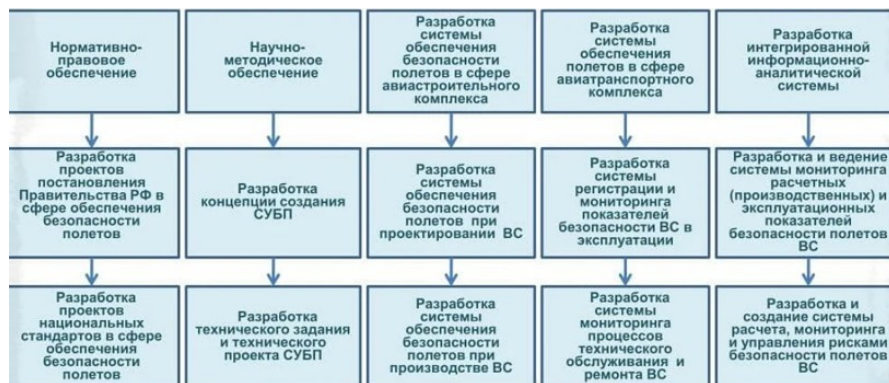 Нормативно-
правовое
обеспечение
Научно-
методическое
обеспечение
Разработка
системы
обеспечения
безопасности
полетов в сфере
авиастроительного
комплекса
Разработка
системы
обеспечения
полетов в сфере
авиатранспортного
комплекса
Разработка
интегрированной
информационно-
аналитической
системы
Разработка
проектов
постановления
Правительства РФ в
сфере обеспечения
безопасности
полетов
Разработка
концепции создания
СУБП
Разработка
системы
обеспечения
безопасности
полетов при
проектировании ВС
Разработка
системы
регистрации и
мониторинга
показателей
безопасности ВС в
эксплуатации
Разработка и ведение
системы мониторинга
расчетных
(производственных) и
эксплуатационных
показателей
безопасности полетов
ВС
Разработка
проектов
национальных
стандартов в сфере
обеспечения
безопасности
полетов
Разработка
технического задания
и технического
проекта СУБП
Разработка
системы
обеспечения
безопасности
полетов при
производстве ВС
Разработка
системы
мониторинга
процессов
технического
обслуживания и
ремонта ВС
Разработка и
создание системы
расчета, мониторинга
и управления рисками
безопасности полетов
ВС